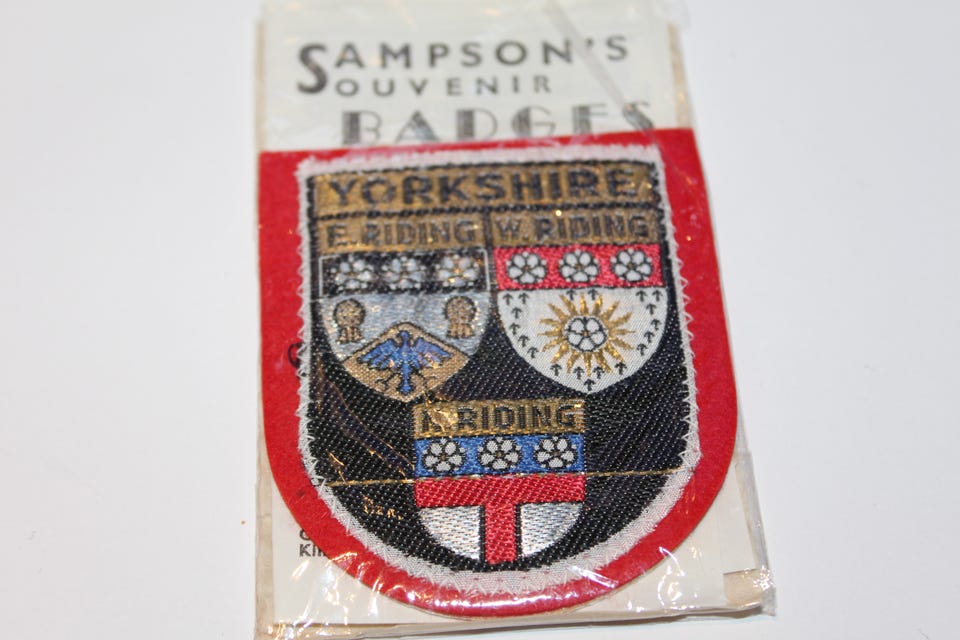 SAMPSON'S
SOUVENIR
BADGES
YORKSHIRE
E. RIDING W. RIDING
N. RIDING